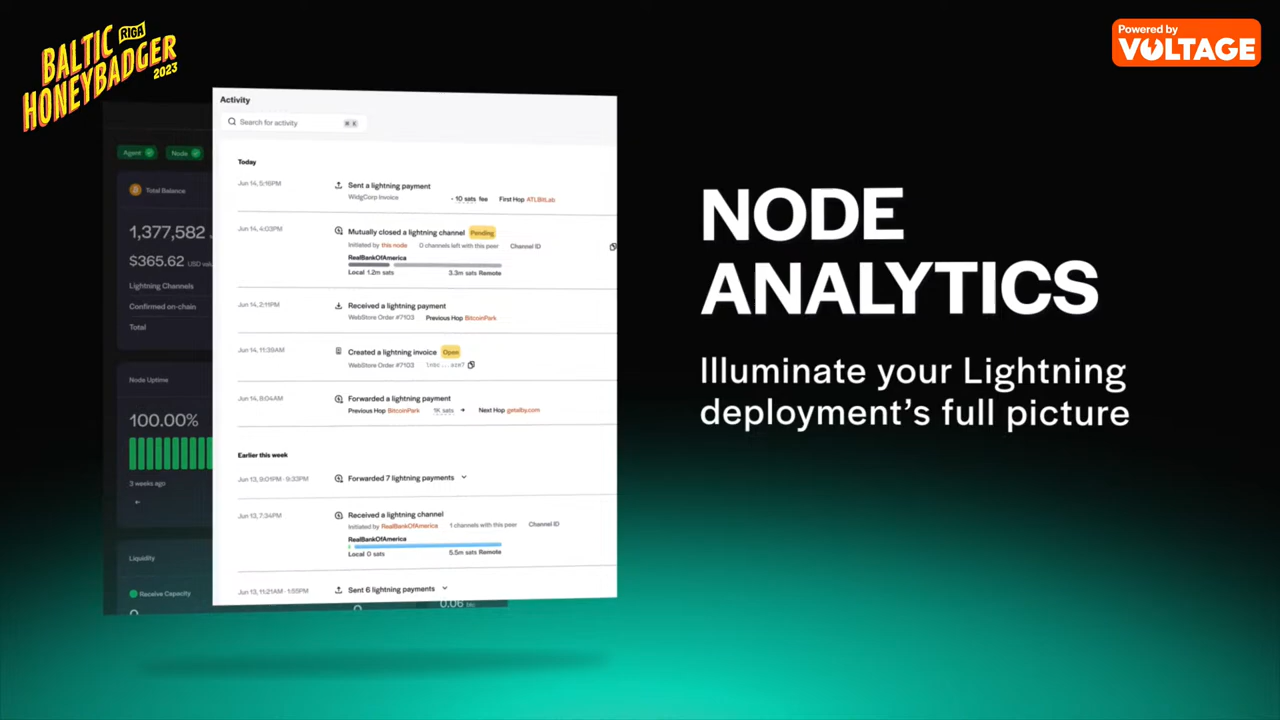 BALTIC
RIGA
HONEYBADGER
2023
Powered by
VOLTAGE
Agent
Node
Total Balance
1,377,582
$365.62
Lightning Channels
Confirmed on-chain
Total
Node Uptime
100.00%
3 weeks ago
Liquidity
Receive Capacity
Activity
Search for activity
⌘ K
Today
Jun 14, 5:16PM
Sent a lightning payment
WidgCorp Invoice
- 10 sats fee
First Hop ATLBitLab
Jun 14, 4:03PM
Mutually closed a lightning channel Pending
Initiated by this node
0 channels left with this peer
Channel ID
RealBankOfAmerica
Local 1.2m sats
3.3m sats Remote
Jun 14, 2:11PM
Received a lightning payment
WebStore Order #7103
Previous Hop BitcoinPark
Jun 14, 11:39AM
Created a lightning invoice Open
WebStore Order #7103
Jun 14, 8:04AM
Forwarded a lightning payment
Previous Hop BitcoinPark
1K sats
Next Hop getalby.com
Earlier this week
Jun 13, 9:01PM - 9:33PM
Forwarded 7 lightning payments
Jun 13, 7:34PM
Received a lightning channel
Initiated by RealBankOfAmerica
1 channels with this peer
Channel ID
RealBankOfAmerica
Local 0 sats
5.5m sats Remote
Jun 13, 11:21AM - 1:55PM
Sent 6 lightning payments
0.06 btc
NODE
ANALYTICS
Illuminate your Lightning
deployment’s full picture